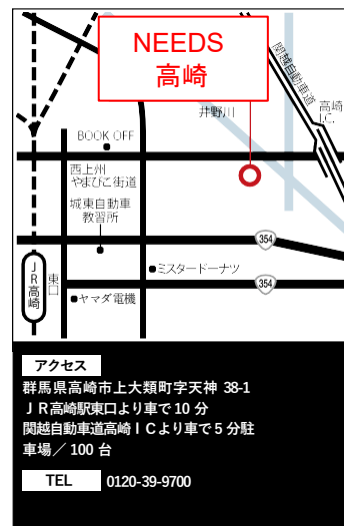 NEEDS
高崎
関越自動車道
高崎
I.C.
井野川
BOOK OFF
西上州
やまびこ街道
城東自動車
教習所
354
ミスタードーナツ
354
ＪＲ高崎
東口
ヤマダ電機
アクセス
群馬県高崎市上大類町字天神 38-1
ＪＲ高崎駅東口より車で 10 分
関越自動車道高崎ＩＣより車で 5 分駐
車場／ 100 台
TEL 0120-39-9700